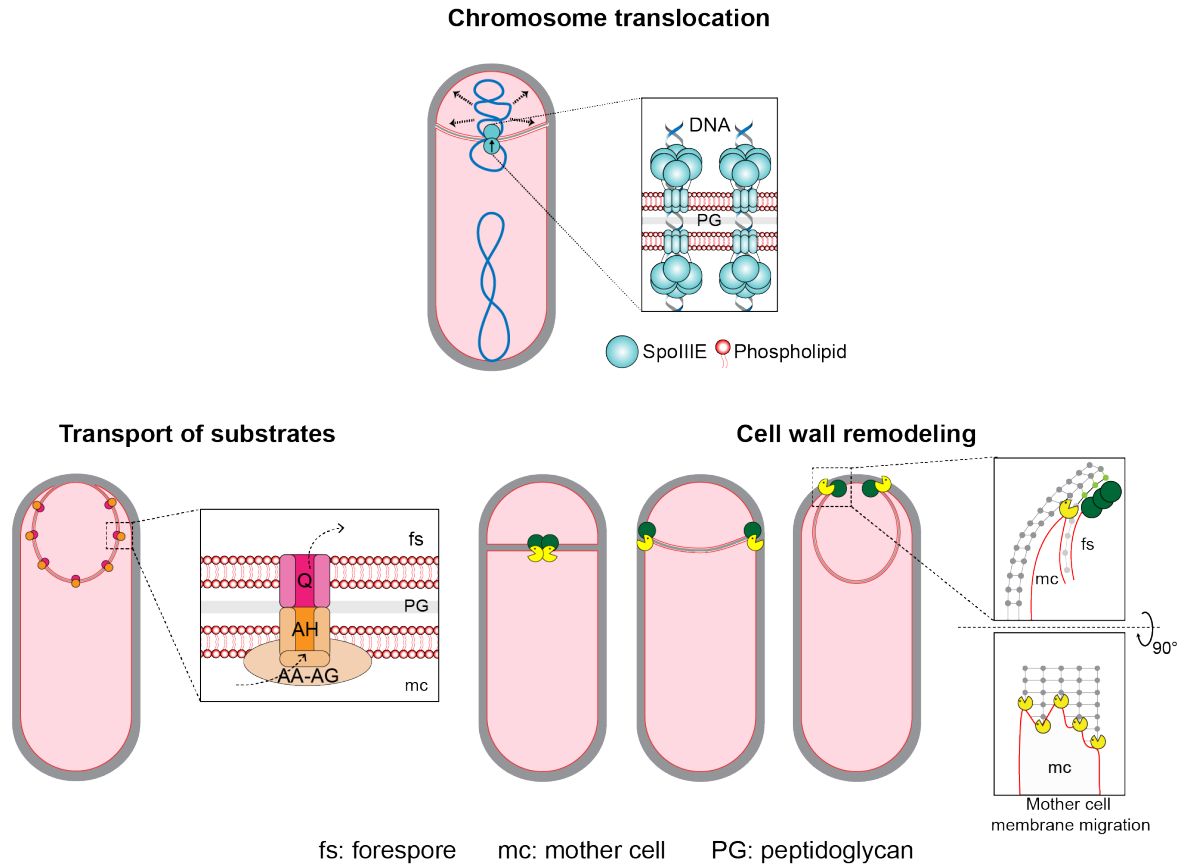 Chromosome translocation
DNA
PG
SpoIIIE
Phospholipid
Transport of substrates
Cell wall remodeling
fs
Q
PG
AH
AA-AG
mc
fs
mc
90°
mc
Mother cell
membrane migration
fs: forespore mc: mother cell PG: peptidoglycan